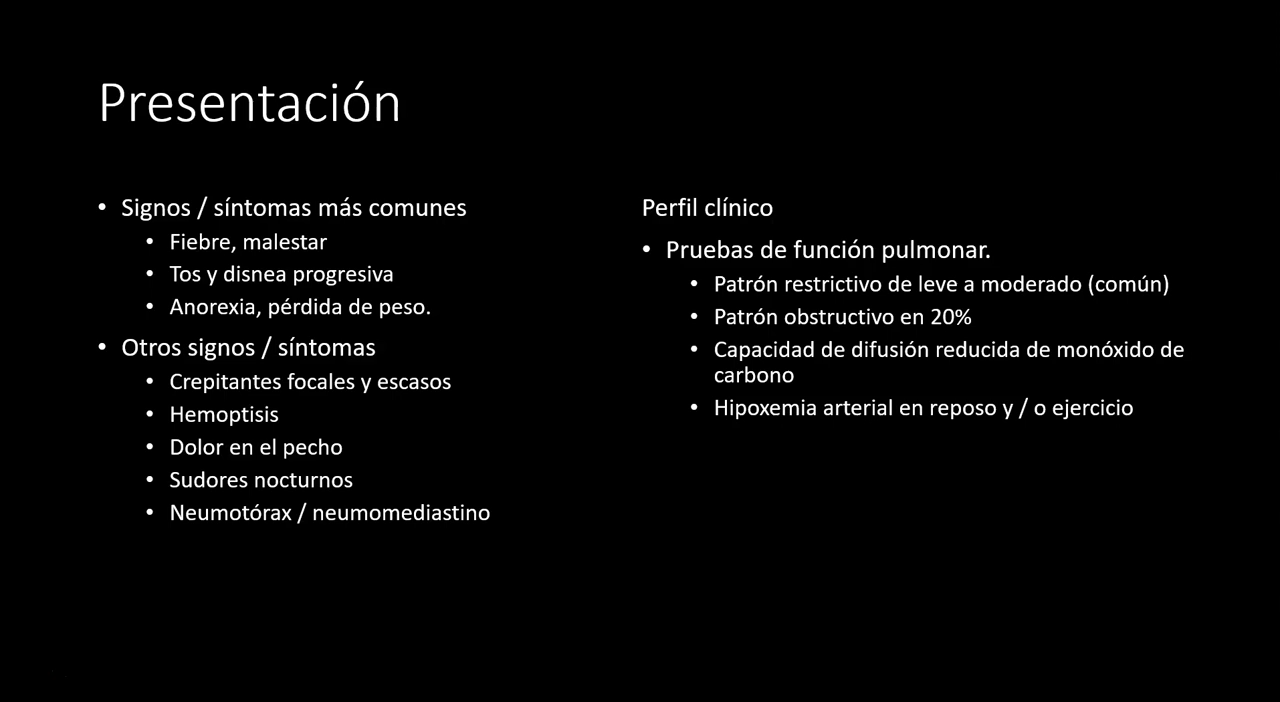 Presentación
• Signos / síntomas más comunes
• Fiebre, malestar
• Tos y disnea progresiva
• Anorexia, pérdida de peso.
• Otros signos / síntomas
• Crepitantes focales y escasos
• Hemoptisis
• Dolor en el pecho
• Sudores nocturnos
• Neumotórax / neumomediastino
Perfil clínico
• Pruebas de función pulmonar.
• Patrón restrictivo de leve a moderado (común)
• Patrón obstructivo en 20%
• Capacidad de difusión reducida de monóxido de
carbono
• Hipoxemia arterial en reposo y / o ejercicio